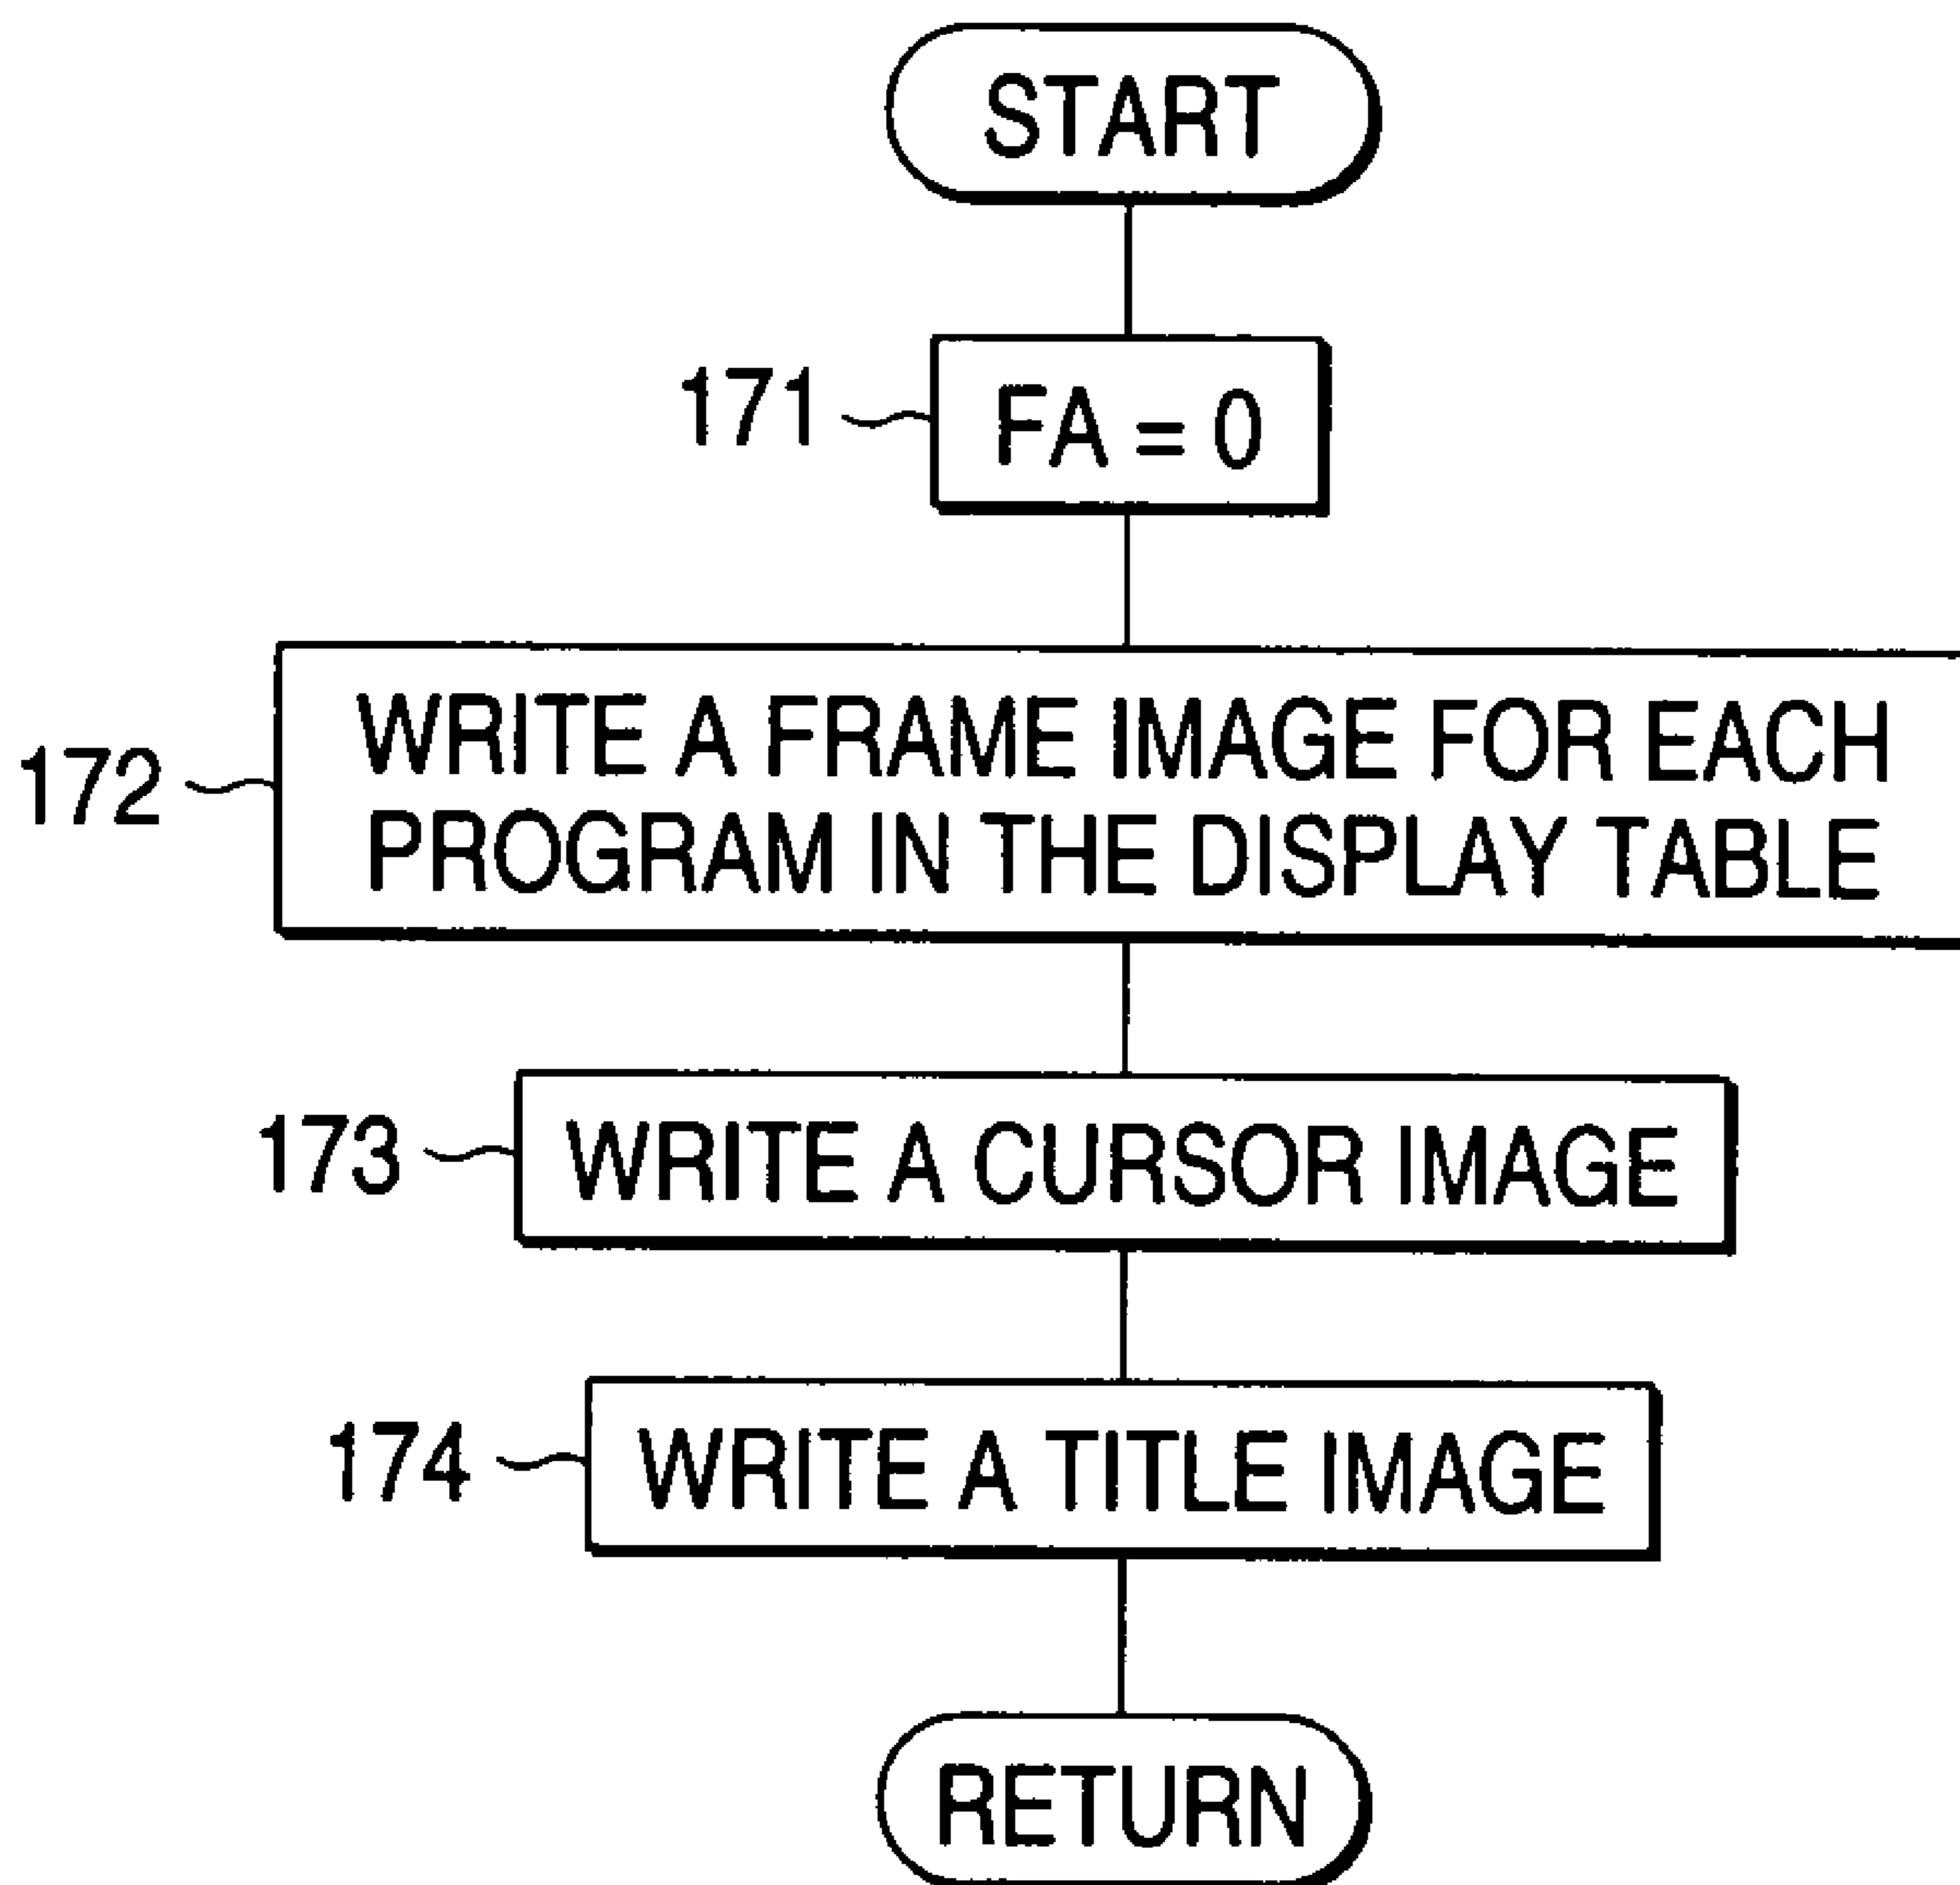 START
171
FA = 0
172
WRITE A FRAME IMAGE FOR EACH
PROGRAM IN THE DISPLAY TABLE
173
WRITE A CURSOR IMAGE
174
WRITE A TITLE IMAGE
RETURN